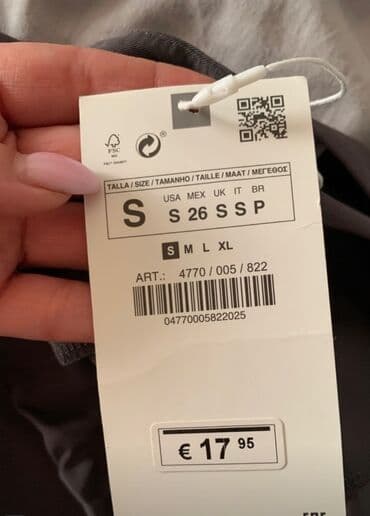 FSC
TALLA / SIZE / TAMANHO / TAILLE / MAAT / ΜΕΓΕΘΟΣ
S
USA MEX UK IT BR
S 26 S S P
S M L XL
ART.: 4770 / 005 / 822
04770005822025
€ 17 95